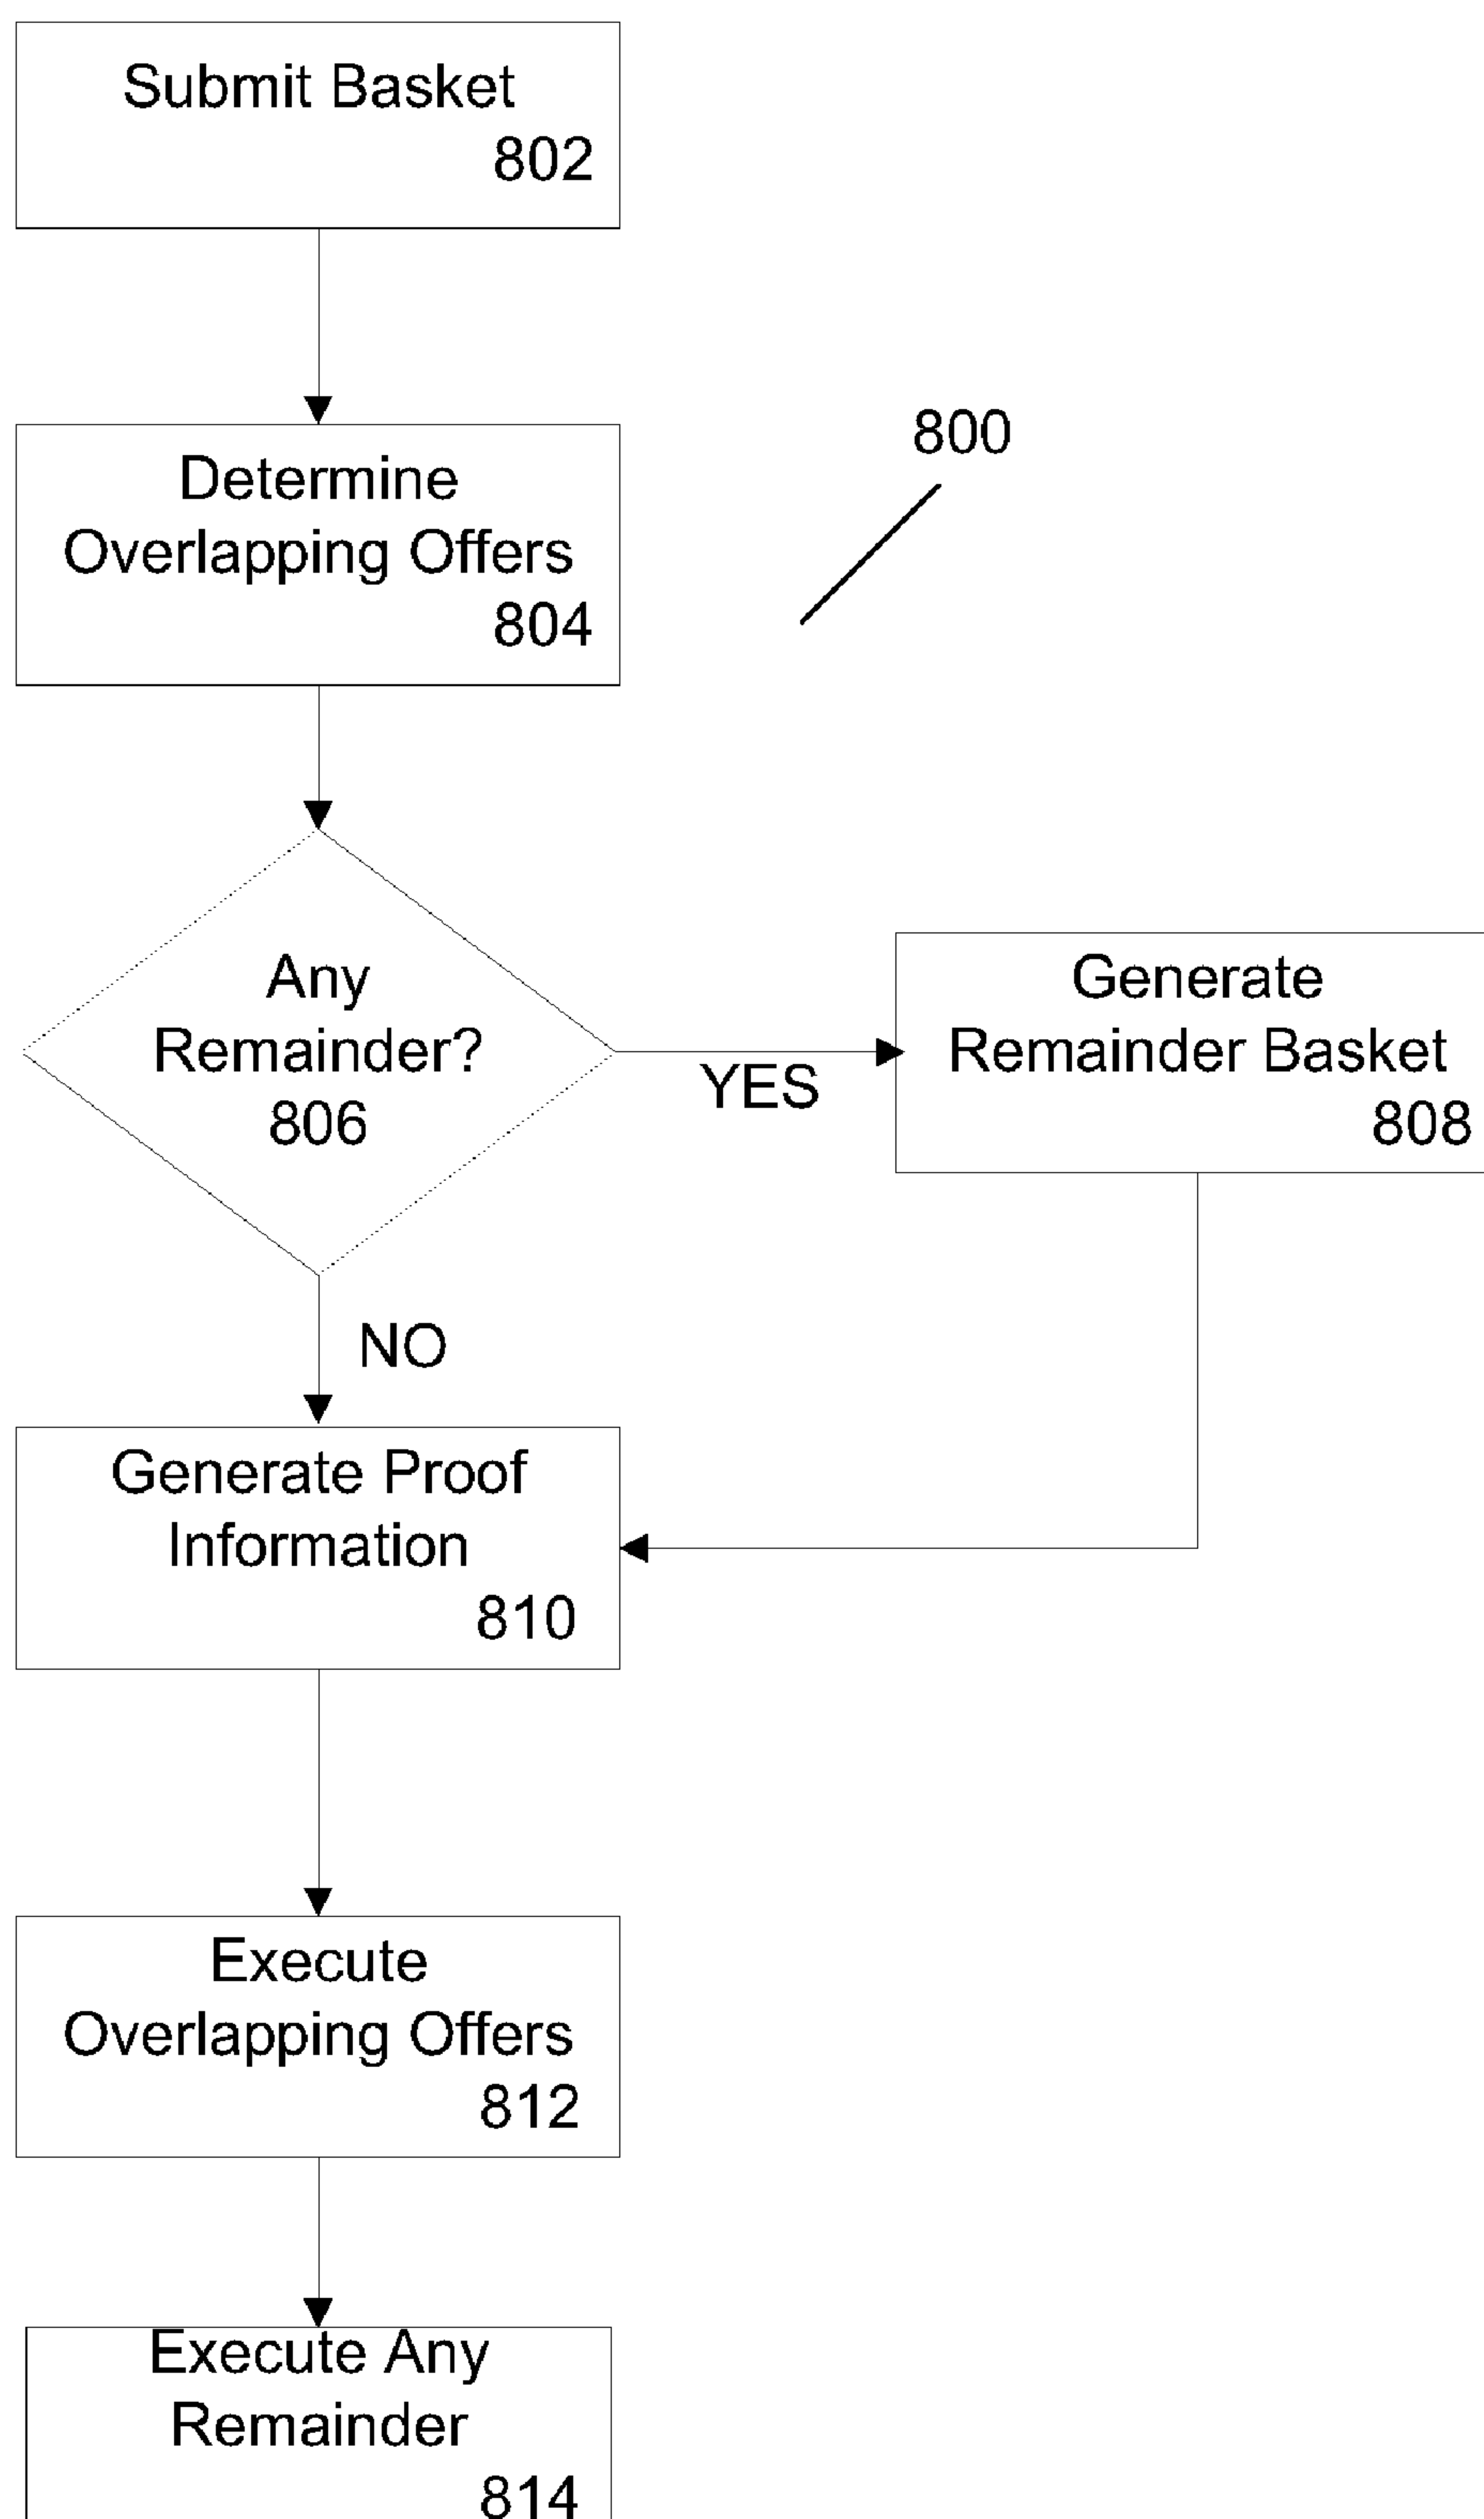 Submit Basket
802
Determine
Overlapping Offers
804
800
Any
Remainder?
806
YES
Generate
Remainder Basket
808
NO
Generate Proof
Information
810
Execute
Overlapping Offers
812
Execute Any
Remainder
814